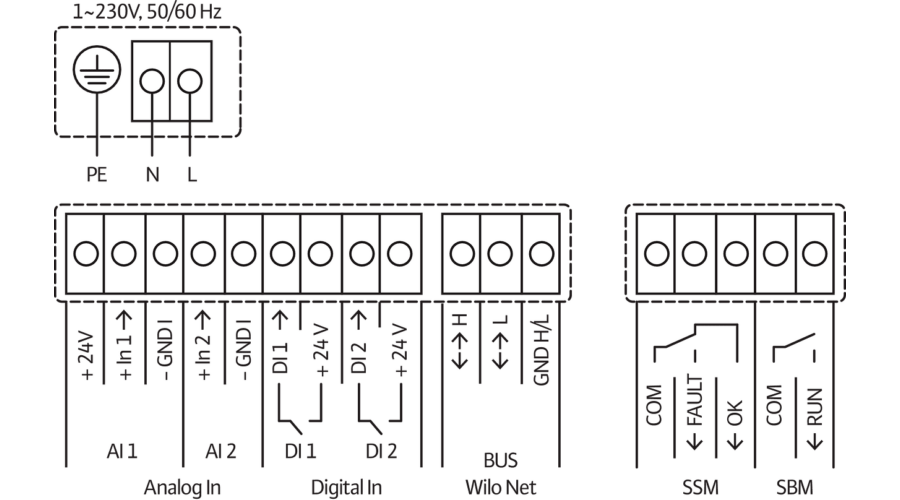 1~230V, 50/60 Hz
PE N L
+ 24V
+ In 1 →
– GND I
+ In 2 →
– GND I
DI 1 →
+ 24 V
DI 2 →
+ 24 V
↔ H
↔ L
GND H/L
COM
← FAULT
← OK
COM
← RUN
AI 1 AI 2 DI 1 DI 2 BUS
Analog In Digital In Wilo Net SSM SBM